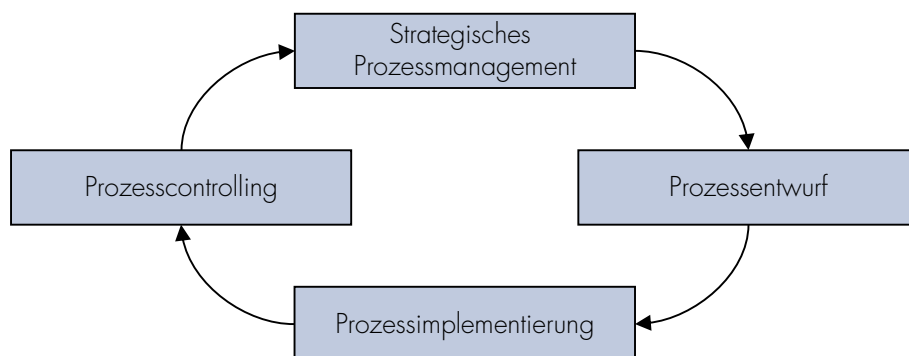 Strategisches
Prozessmanagement
Prozesscontrolling
Prozessentwurf
Prozessimplementierung